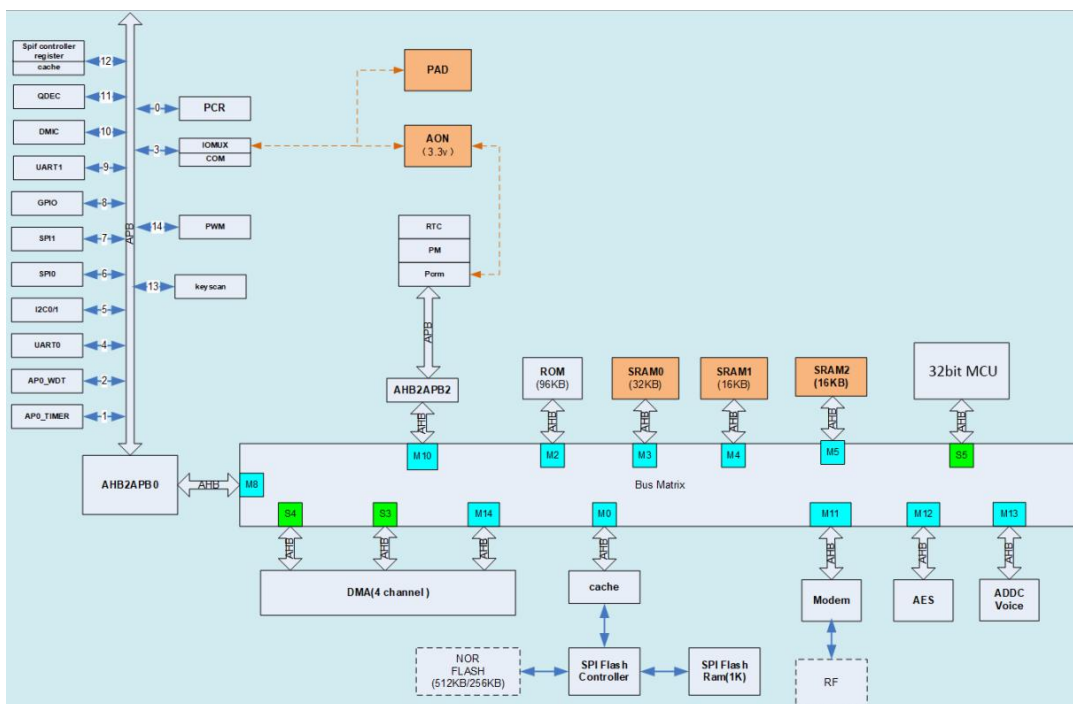 Spif controller
register
cache
12
QDEC
11
DMIC
10
UART1
9
GPIO
8
SPI1
7
SPI0
6
I2C0/1
5
UART0
4
AP0_WDT
2
AP0_TIMER
1
APB
0
PCR
3
IOMUX
COM
14
PWM
13
keyscan
PAD
AON
(3.3v)
RTC
PM
Pcrm
APB
AHB2APB2
AHB
ROM
(96KB)
AHB
SRAM0
(32KB)
AHB
SRAM1
(16KB)
AHB
SRAM2
(16KB)
AHB
32bit MCU
AHB
AHB2APB0
AHB
M8
M10
M2
M3
M4
M5
S5
Bus Matrix
S4
S3
M14
M0
M11
M12
M13
AHB
AHB
AHB
AHB
AHB
AHB
AHB
DMA(4 channel )
cache
Modem
AES
ADDC
Voice
NOR
FLASH
(512KB/256KB)
SPI Flash
Controller
SPI Flash
Ram(1K)
RF